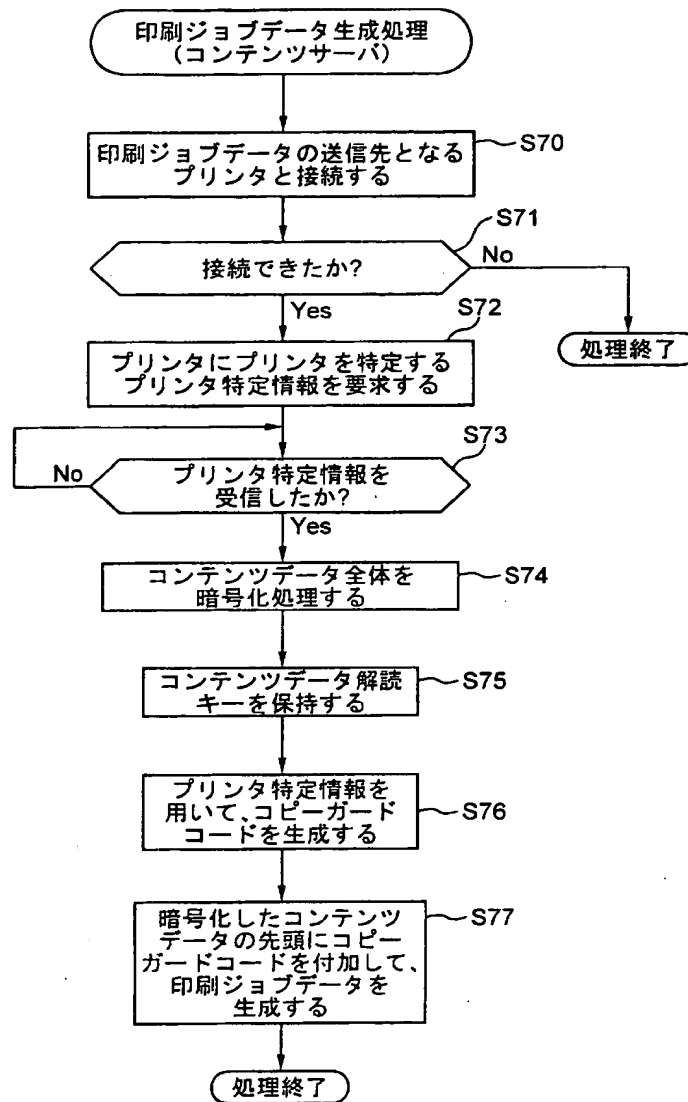 印刷ジョブデータ生成処理
(コンテンツサーバ)
印刷ジョブデータの送信先となる
プリンタと接続する
S70
接続できたか?
S71
No
Yes
処理終了
プリンタにプリンタを特定する
プリンタ特定情報を要求する
S72
プリンタ特定情報を
受信したか?
S73
No
Yes
コンテンツデータ全体を
暗号化処理する
S74
コンテンツデータ解読
キーを保持する
S75
プリンタ特定情報を
用いて、コピーガード
コードを生成する
S76
暗号化したコンテンツ
データの先頭にコピー
ガードコードを付加して、
印刷ジョブデータを
生成する
S77
処理終了